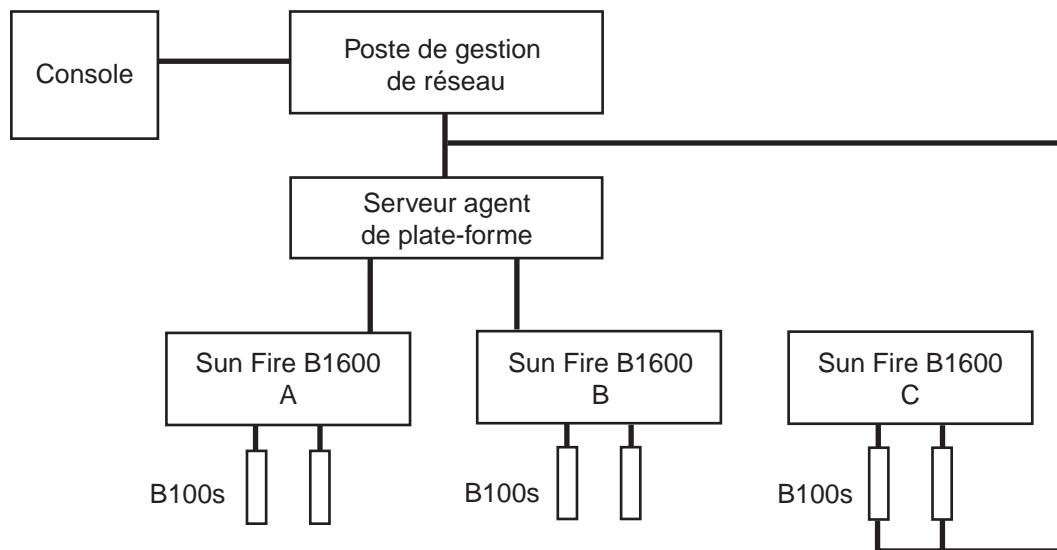 Console
Poste de gestion
de réseau
Serveur agent
de plate-forme
Sun Fire B1600
A
Sun Fire B1600
B
Sun Fire B1600
C
B100s
B100s
B100s